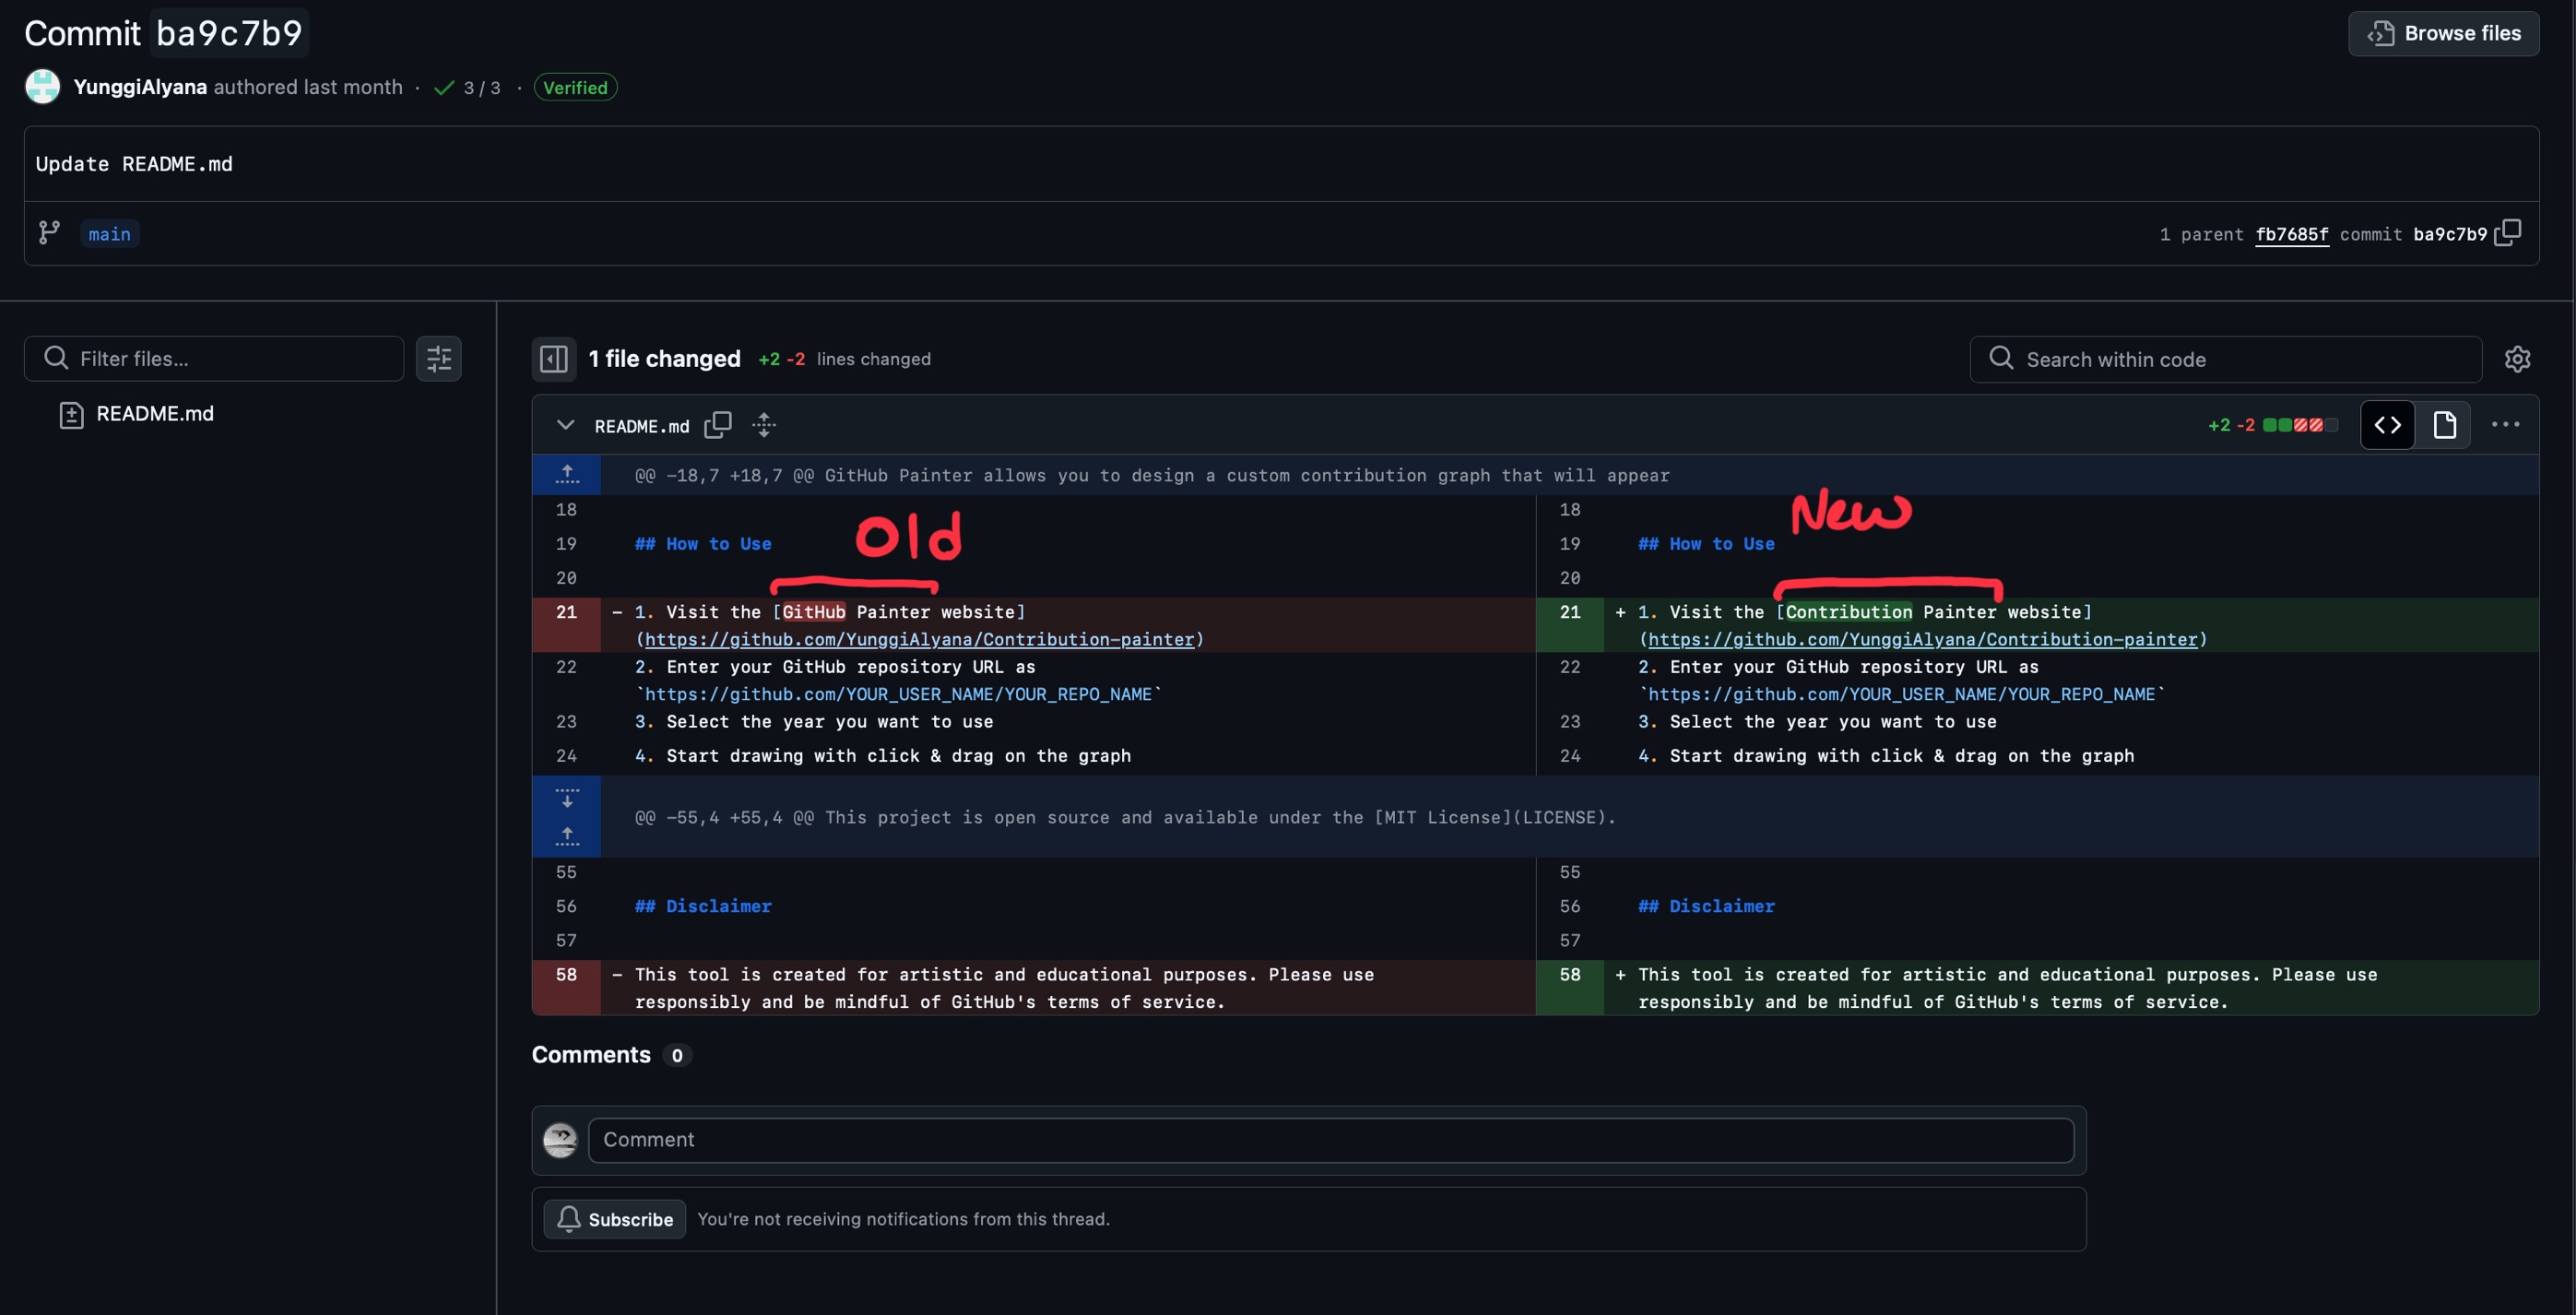 Commit ba9c7b9
Browse files
YunggiAlyana authored last month · 3 / 3 · Verified
Update README.md
main
1 parent fb7685f commit ba9c7b9
Filter files...
README.md
1 file changed +2 -2 lines changed
Search within code
README.md
+2 -2
@@ -18,7 +18,7 @@ GitHub Painter allows you to design a custom contribution graph that will appear
18
19 ## How to Use
20
Old
21 - 1. Visit the [GitHub Painter website]
(https://github.com/YunggiAlyana/Contribution-painter)
22 2. Enter your GitHub repository URL as
`https://github.com/YOUR_USER_NAME/YOUR_REPO_NAME`
23 3. Select the year you want to use
24 4. Start drawing with click & drag on the graph
18
New
19 ## How to Use
20
21 + 1. Visit the [Contribution Painter website]
(https://github.com/YunggiAlyana/Contribution-painter)
22 2. Enter your GitHub repository URL as
`https://github.com/YOUR_USER_NAME/YOUR_REPO_NAME`
23 3. Select the year you want to use
24 4. Start drawing with click & drag on the graph
@@ -55,4 +55,4 @@ This project is open source and available under the [MIT License](LICENSE).
55
56 ## Disclaimer
57
58 - This tool is created for artistic and educational purposes. Please use
responsibly and be mindful of GitHub's terms of service.
55
56 ## Disclaimer
57
58 + This tool is created for artistic and educational purposes. Please use
responsibly and be mindful of GitHub's terms of service.
Comments 0
Comment
Subscribe You're not receiving notifications from this thread.